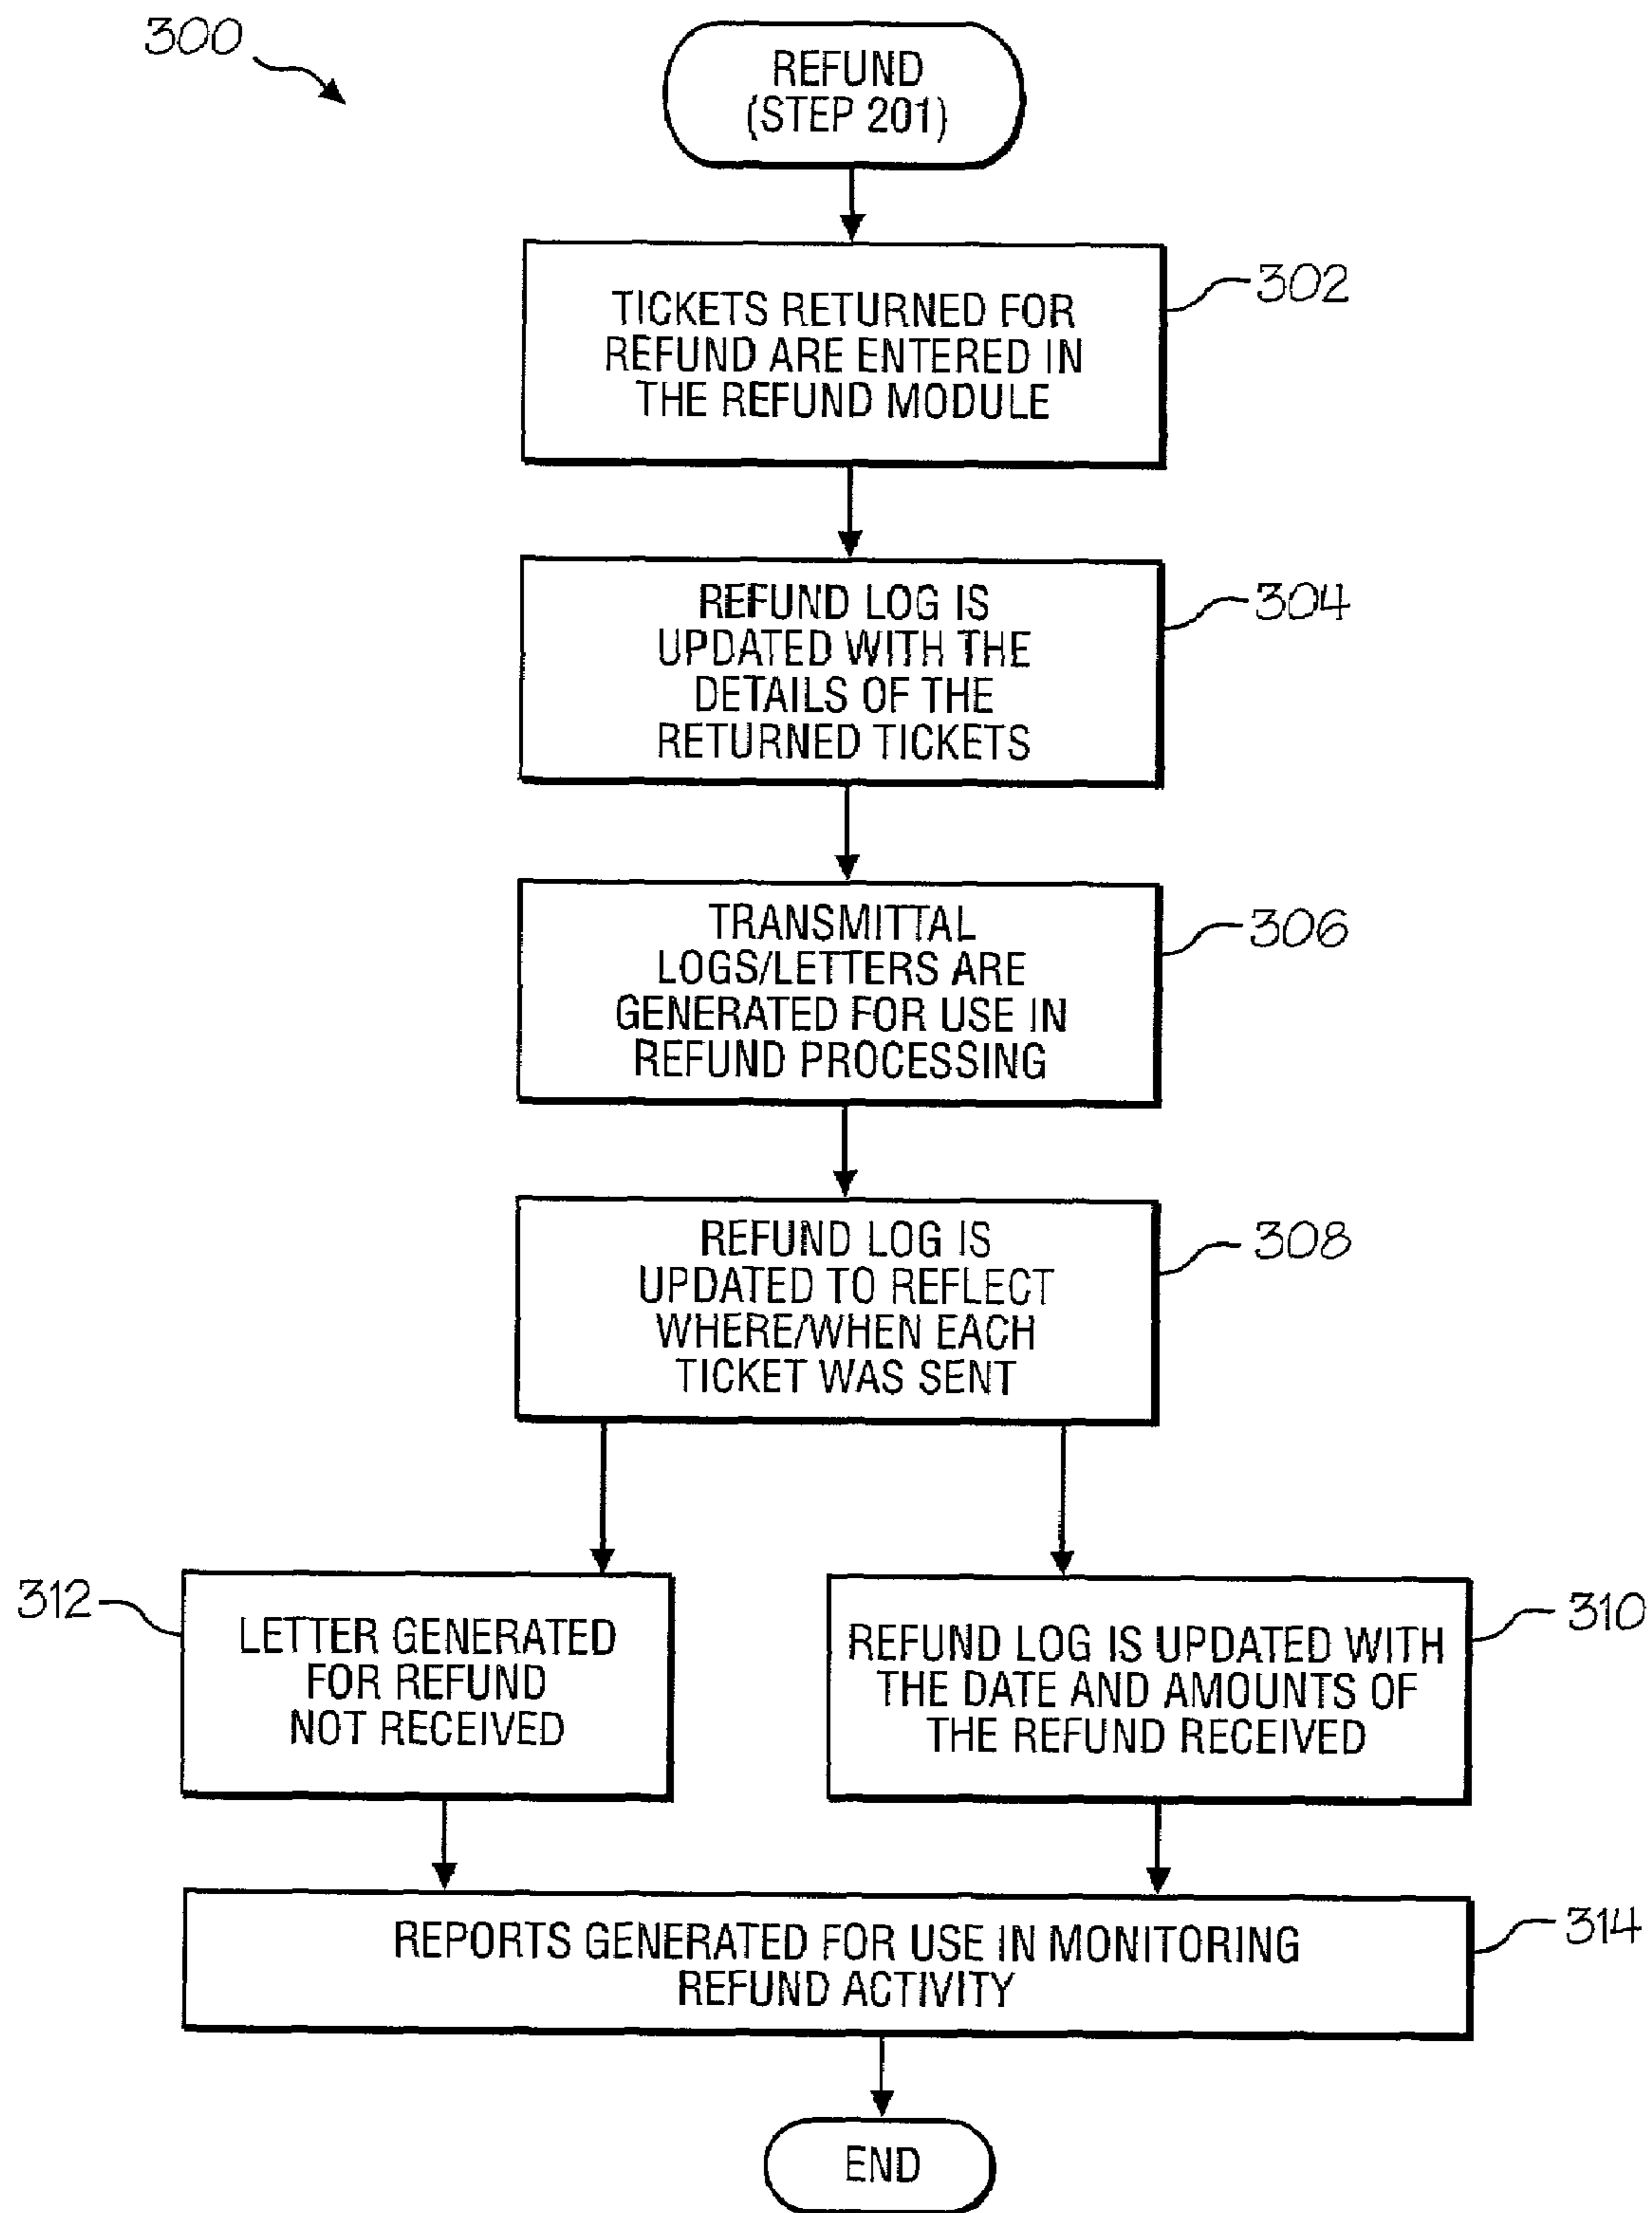 300
REFUND
(STEP 201)
302
TICKETS RETURNED FOR
REFUND ARE ENTERED IN
THE REFUND MODULE
304
REFUND LOG IS
UPDATED WITH THE
DETAILS OF THE
RETURNED TICKETS
306
TRANSMITTAL
LOGS/LETTERS ARE
GENERATED FOR USE IN
REFUND PROCESSING
308
REFUND LOG IS
UPDATED TO REFLECT
WHERE/WHEN EACH
TICKET WAS SENT
312
LETTER GENERATED
FOR REFUND
NOT RECEIVED
310
REFUND LOG IS UPDATED WITH
THE DATE AND AMOUNTS OF
THE REFUND RECEIVED
314
REPORTS GENERATED FOR USE IN MONITORING
REFUND ACTIVITY
END